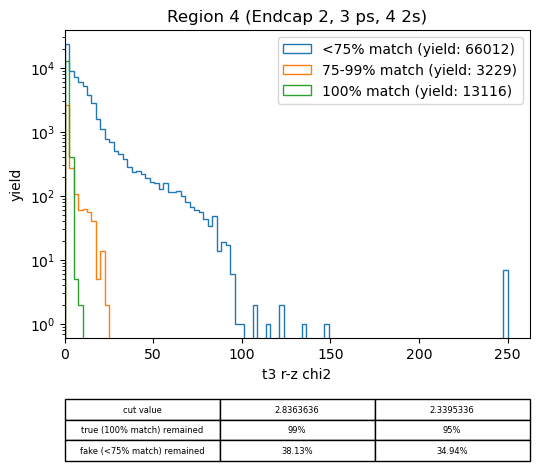 Region 4 (Endcap 2, 3 ps, 4 2s)
<75% match (yield: 66012)
75-99% match (yield: 3229)
100% match (yield: 13116)
yield
10^4
10^3
10^2
10^1
10^0
0 50 100 150 200 250
t3 r-z chi2
cut value 2.8363636 2.3395336
true (100% match) remained 99% 95%
fake (<75% match) remained 38.13% 34.94%